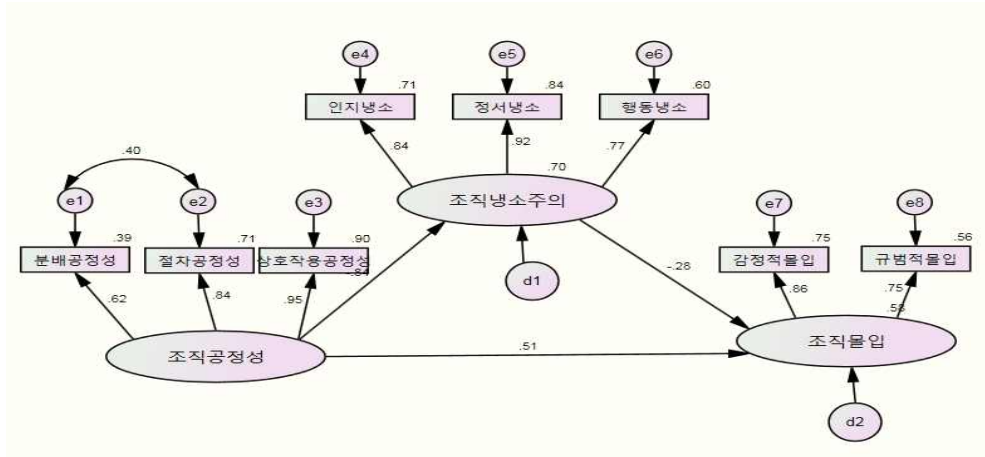 e4
e5
e6
.71
.84
.60
인지냉소
정서냉소
행동냉소
.40
.84
.92
.77
.70
e1
e2
e3
조직냉소주의
e7
e8
.39
.71
.90
.75
.56
분배공정성
절차공정성
상호작용공정성
감정적몰입
규범적몰입
-.84
d1
-.28
.62
.84
.95
.86
.75
.58
조직공정성
.51
조직몰입
d2